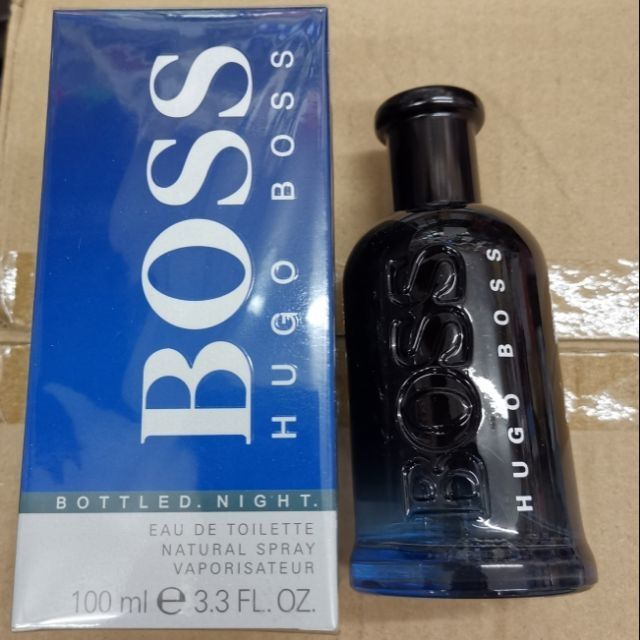 BOSS
HUGO BOSS
BOTTLED. NIGHT.
EAU DE TOILETTE
NATURAL SPRAY
VAPORISATEUR
100 ml e 3.3 FL. OZ.
BOSS
HUGO BOSS